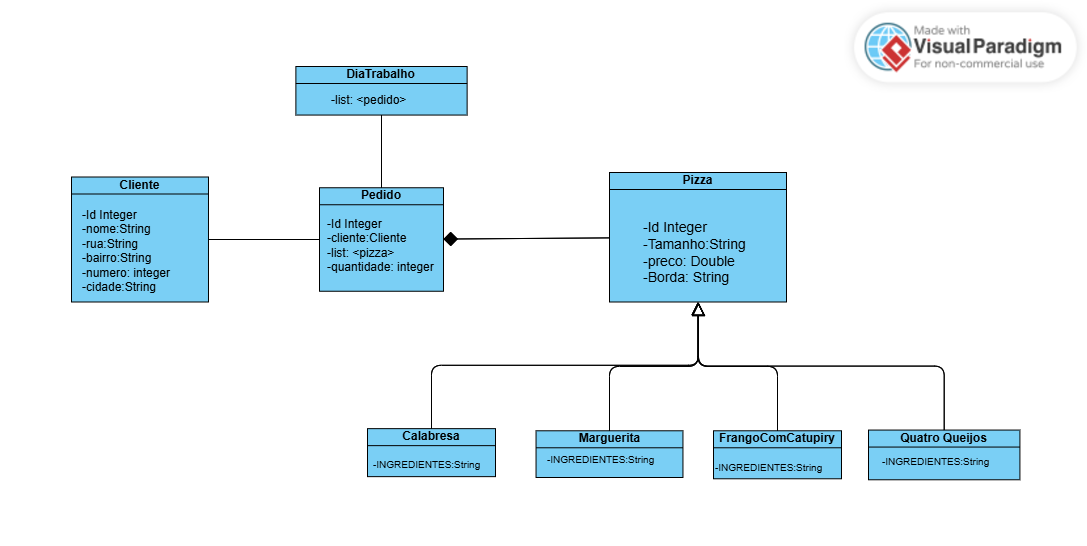 Made with
Visual Paradigm
For non-commercial use
DiaTrabalho
-list: <pedido>
Cliente
-Id Integer
-nome:String
-rua:String
-bairro:String
-numero: integer
-cidade:String
Pedido
-Id Integer
-cliente:Cliente
-list: <pizza>
-quantidade: integer
Pizza
-Id Integer
-Tamanho:String
-preco: Double
-Borda: String
Calabresa
-INGREDIENTES:String
Marguerita
-INGREDIENTES:String
FrangoComCatupiry
-INGREDIENTES:String
Quatro Queijos
-INGREDIENTES:String